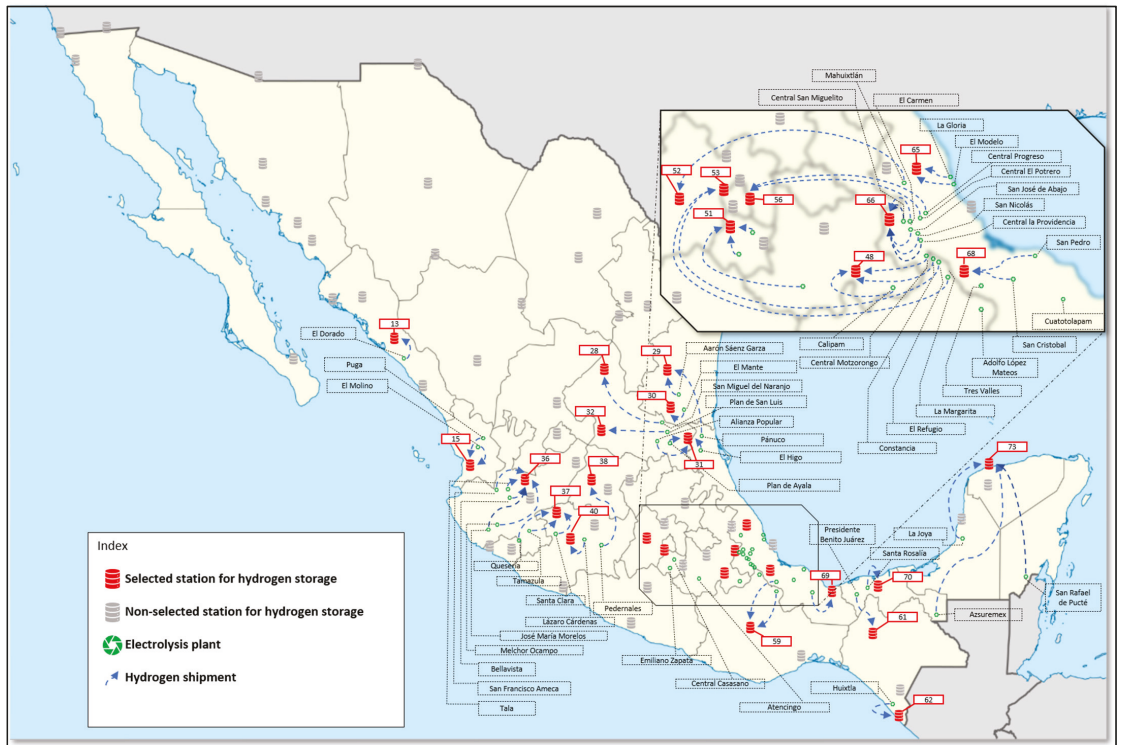 Mahuixtlán
Central San Miguelito
El Carmen
La Gloria
El Modelo
Central Progreso
Central El Potrero
San José de Abajo
San Nicolás
Central la Providencia
San Pedro
65
52
53
56
66
51
48
68
Cuatotolapam
San Cristobal
Calipam
Central Motzorongo
Adolfo López
Mateos
Tres Valles
La Margarita
El Refugio
Constancia
13
El Dorado
Puga
El Molino
28
29
30
32
Aarón Sáenz Garza
El Mante
San Miguel del Naranjo
Plan de San Luis
Alianza Popular
Pánuco
El Higo
Plan de Ayala
31
15
36
38
37
40
73
Presidente
Benito Juárez
La Joya
Santa Rosalia
69
70
61
San Rafael
de Pucté
Azuremex
59
Index
Selected station for hydrogen storage
Non-selected station for hydrogen storage
Electrolysis plant
Hydrogen shipment
Quesería
Tamazula
Santa Clara
Pedernales
Lázaro Cárdenas
José María Morelos
Melchor Ocampo
Bellavista
San Francisco Ameca
Tala
Emiliano Zapata
Central Casasano
Atencingo
Huixtla
62